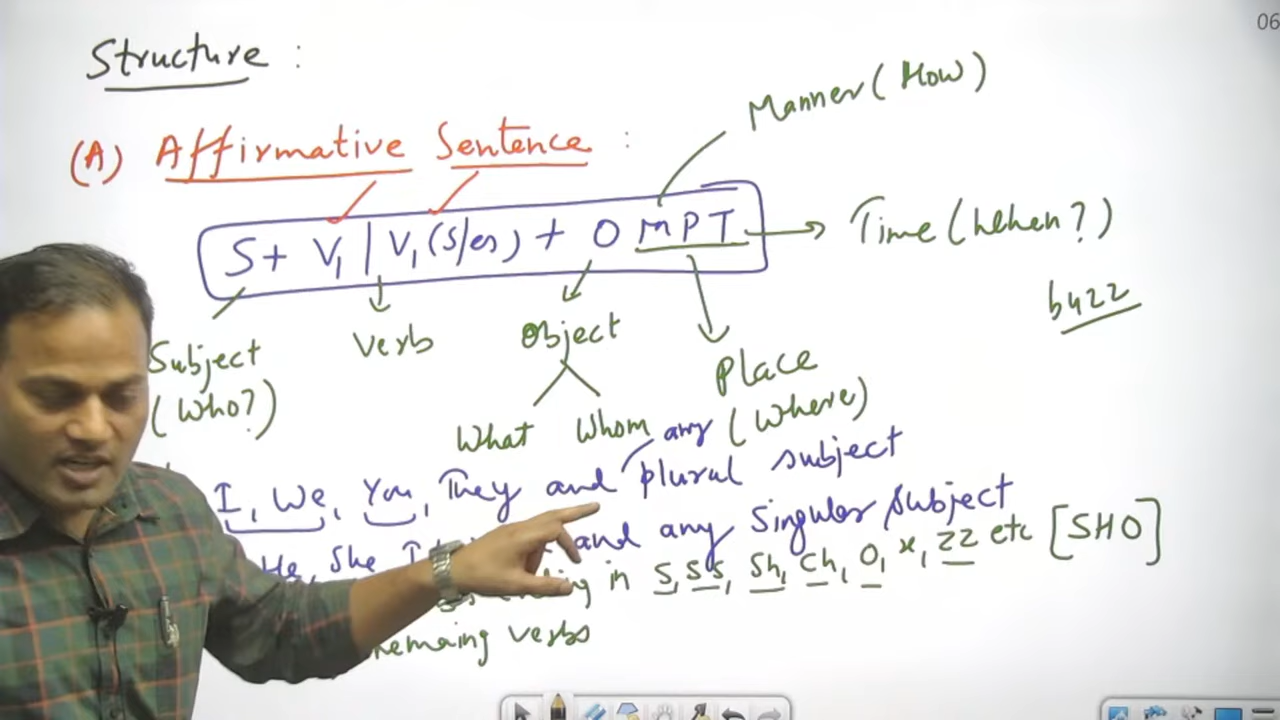 06
Structure :
Manner (How)
(A) Affirmative Sentence :
S + V1 | V1 (s/es) + O M P T
Time (When?)
buzz
Subject
(Who?)
Verb
Object
Place
(Where)
What Whom
any
I, We, You, They and plural subject
He, She and any Singular subject
in s, ss, sh, ch, o, x, zz etc [SHO]
remaing verbs